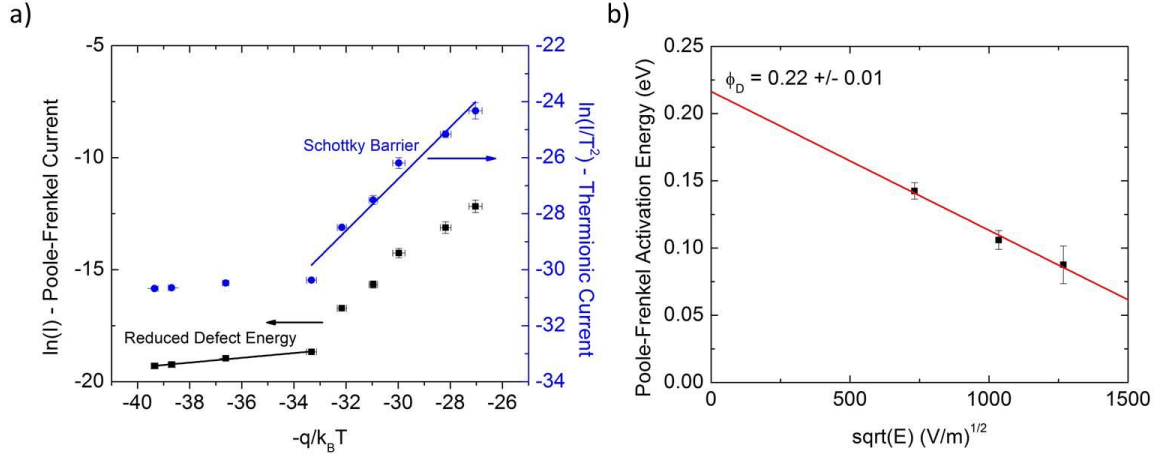 a)
-5
-10
-15
-20
ln(I) - Poole-Frenkel Current
-22
-24
-26
-28
-30
-32
-34
ln(I/T²) - Thermionic Current
Schottky Barrier
Reduced Defect Energy
-40 -38 -36 -34 -32 -30 -28 -26
-q/k_BT
b)
0.25
0.20
0.15
0.10
0.05
0.00
Poole-Frenkel Activation Energy (eV)
ϕ_D = 0.22 +/- 0.01
0 500 1000 1500
sqrt(E) (V/m)^1/2